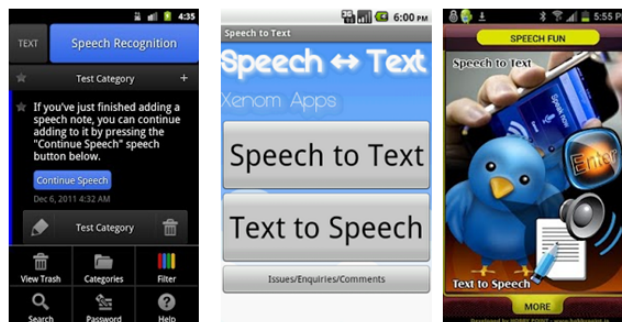 4:35
TEXT
Speech Recognition
Test Category
+
If you've just finished adding a
speech note, you can continue
adding to it by pressing the
"Continue Speech" speech
button below.
Continue Speech
Dec 6, 2011 4:32 AM
Test Category
View Trash
Categories
Filter
Search
Password
Help
6:00 PM
Speech to Text
Speech ↔ Text
Xenom Apps
Speech to Text
Text to Speech
Issues/Enquiries/Comments
5:55 P
SPEECH FUN
Speech to Text
Speak now
Enter
Text to Speech
MORE